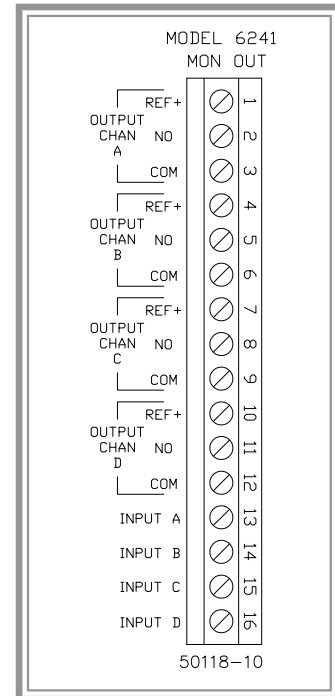 MODEL 6241
MON OUT
REF+ 1
OUTPUT
CHAN NO 2
A
COM 3
REF+ 4
OUTPUT
CHAN NO 5
B
COM 6
REF+ 7
OUTPUT
CHAN NO 8
C
COM 9
REF+ 10
OUTPUT
CHAN NO 11
D
COM 12
INPUT A 13
INPUT B 14
INPUT C 15
INPUT D 16
50118-10